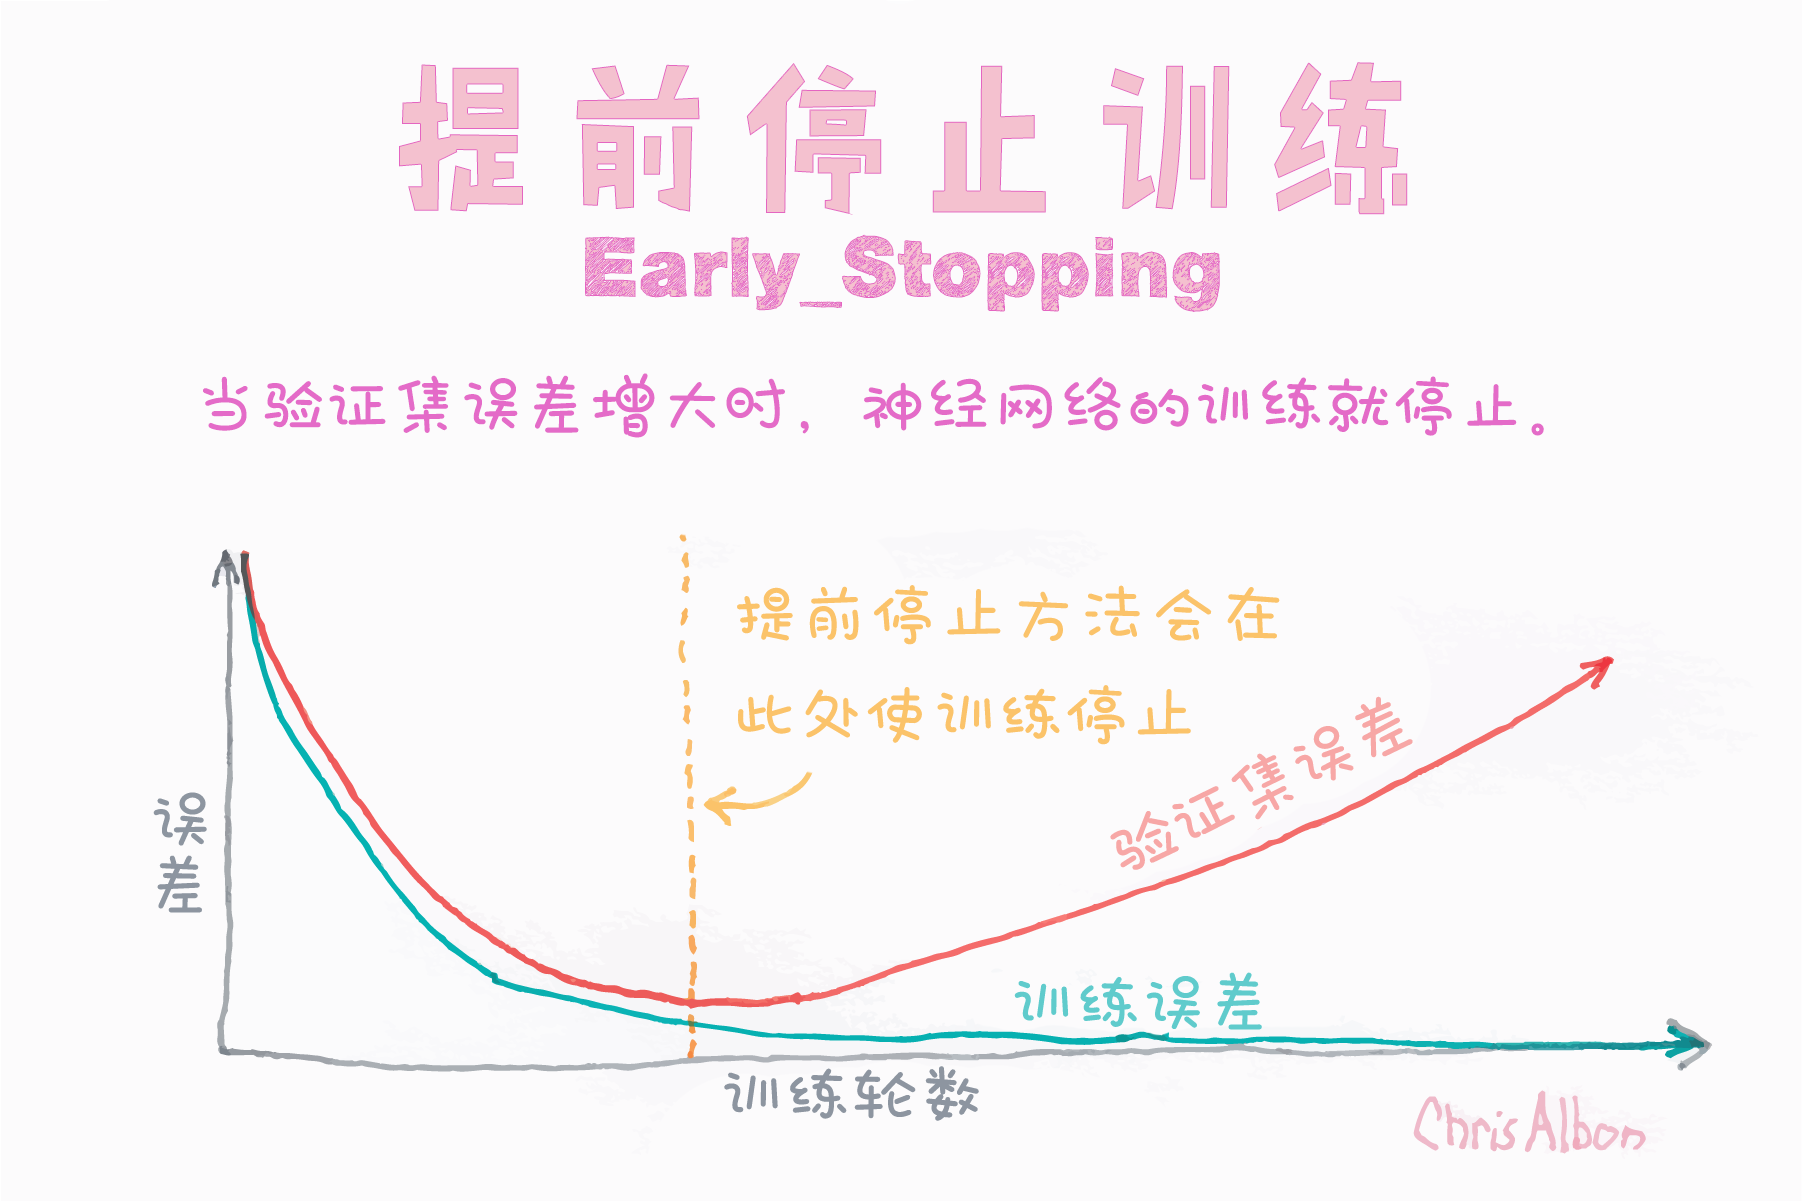 提前停止训练
Early_Stopping
当验证集误差增大时，神经网络的训练就停止。
提前停止方法会在
此处使训练停止
验证集误差
误差
训练误差
训练轮数
Chris Albon